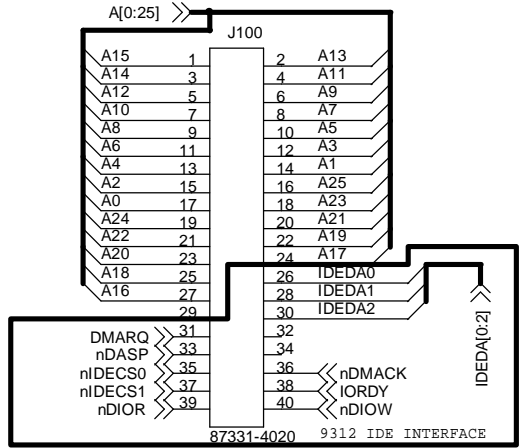 A[0:25]
J100
A15 1 2 A13
A14 3 4 A11
A12 5 6 A9
A10 7 8 A7
A8 9 10 A5
A6 11 12 A3
A4 13 14 A1
A2 15 16 A25
A0 17 18 A23
A24 19 20 A21
A22 21 22 A19
A20 23 24 A17
A18 25 26 IDEDA0
A16 27 28 IDEDA1
29 30 IDEDA2
DMARQ 31 32
nDASP 33 34
nIDECS0 35 36 nDMACK
nIDECS1 37 38 IORDY
nDIOR 39 40 nDIOW
IDEDA[0:2]
87331-4020
9312 IDE INTERFACE